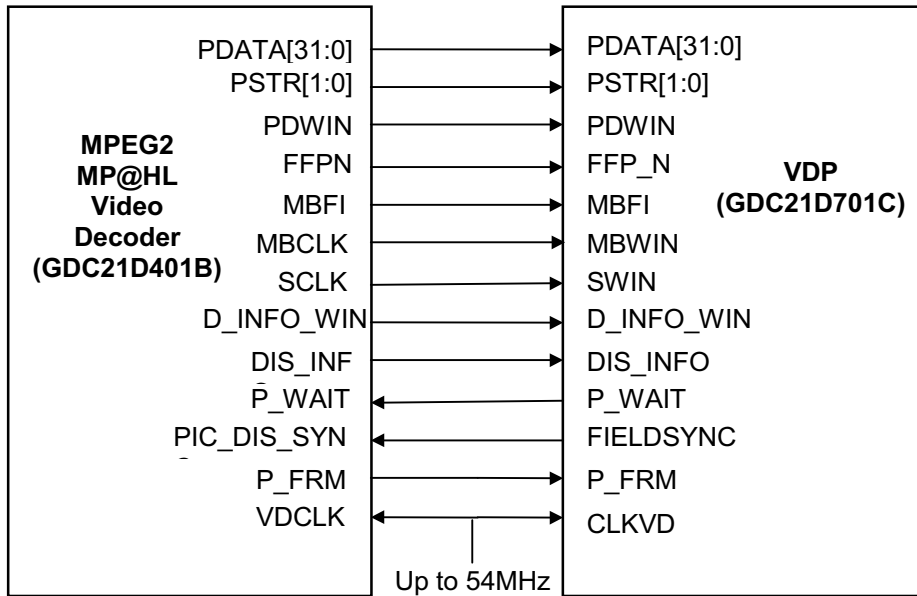 PDATA[31:0]
PSTR[1:0]
PDWIN
FFPN
MBFI
MBCLK
SCLK
D_INFO_WIN
DIS_INF
P_WAIT
PIC_DIS_SYN
P_FRM
VDCLK
MPEG2
MP@HL
Video
Decoder
(GDC21D401B)
PDATA[31:0]
PSTR[1:0]
PDWIN
FFP_N
MBFI
MBWIN
SWIN
D_INFO_WIN
DIS_INFO
P_WAIT
FIELDSYNC
P_FRM
CLKVD
VDP
(GDC21D701C)
Up to 54MHz